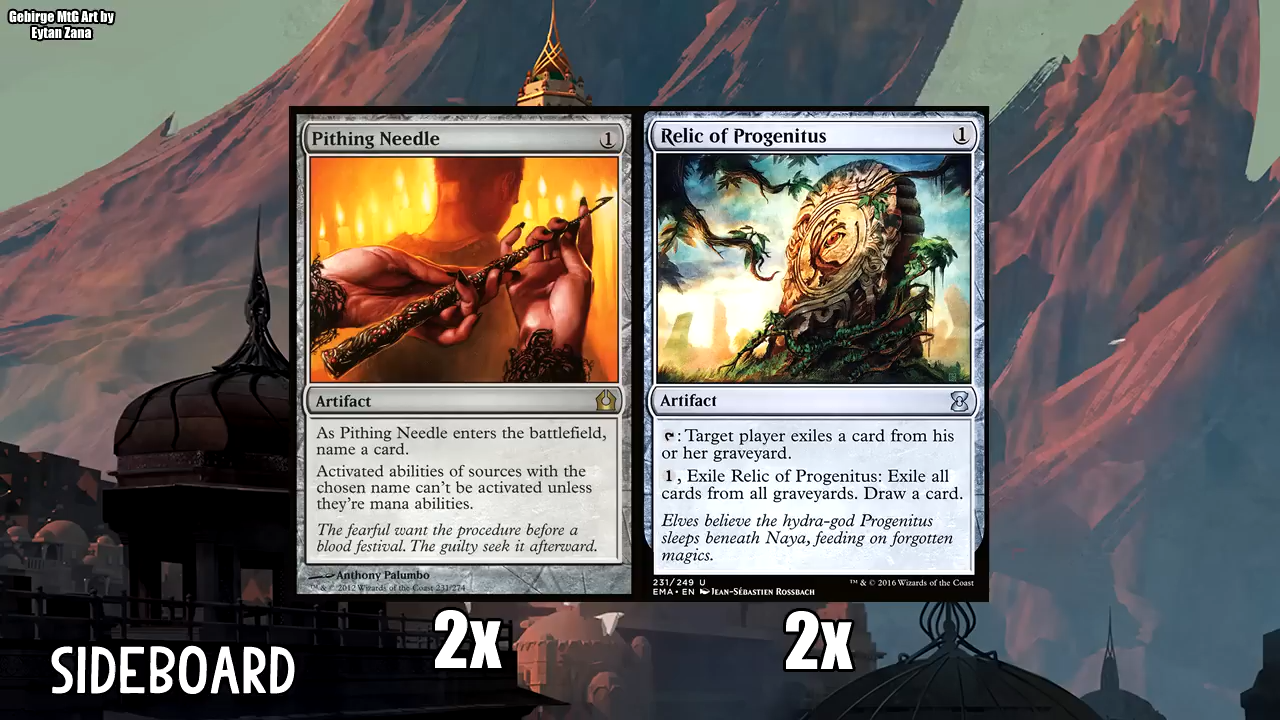 Gebirge MtG Art by
Eytan Zana
Pithing Needle 1
Artifact
As Pithing Needle enters the battlefield,
name a card.
Activated abilities of sources with the
chosen name can't be activated unless
they're mana abilities.
The fearful want the procedure before a
blood festival. The guilty seek it afterward.
Anthony Palumbo
™ & © 2012 Wizards of the Coast 231/274
2x
Relic of Progenitus 1
Artifact
: Target player exiles a card from his
or her graveyard.
1, Exile Relic of Progenitus: Exile all
cards from all graveyards. Draw a card.
Elves believe the hydra-god Progenitus
sleeps beneath Naya, feeding on forgotten
magics.
231/249 U
EMA • EN Jean-Sébastien Rossbach
™ & © 2016 Wizards of the Coast
2x
SIDEBOARD